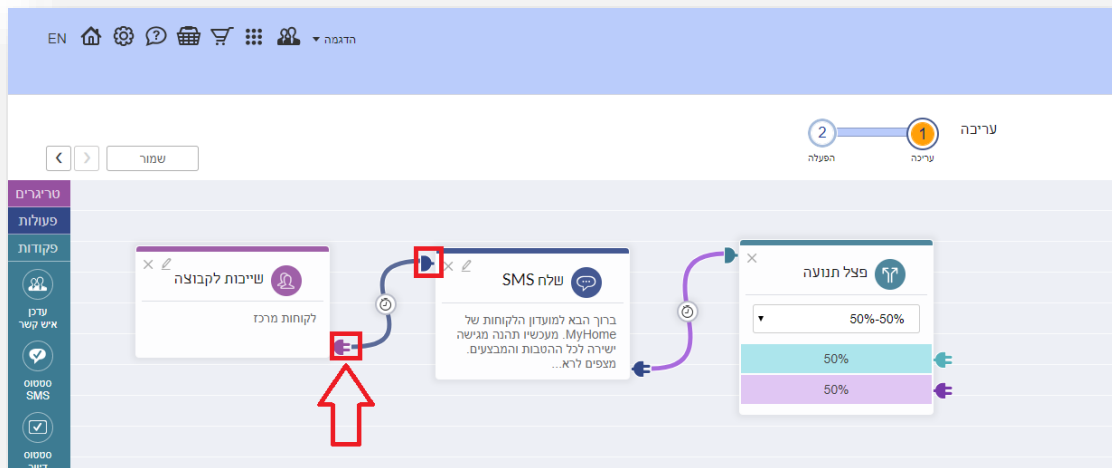 הדגמה
EN
עריכה
1
2
עריכה
הפעלה
שמור
טריגרים
פעולות
פקודות
עדכן
איש קשר
סטטוס
SMS
סטטוס
דיוור
שייכות לקבוצה
לקוחות מרכז
שלח SMS
ברוך הבא למועדון הלקוחות של
MyHome. מעכשיו תהנה מגישה
ישירה לכל ההטבות והמבצעים.
מצפים לרא...
פצל תנועה
50%-50%
50%
50%